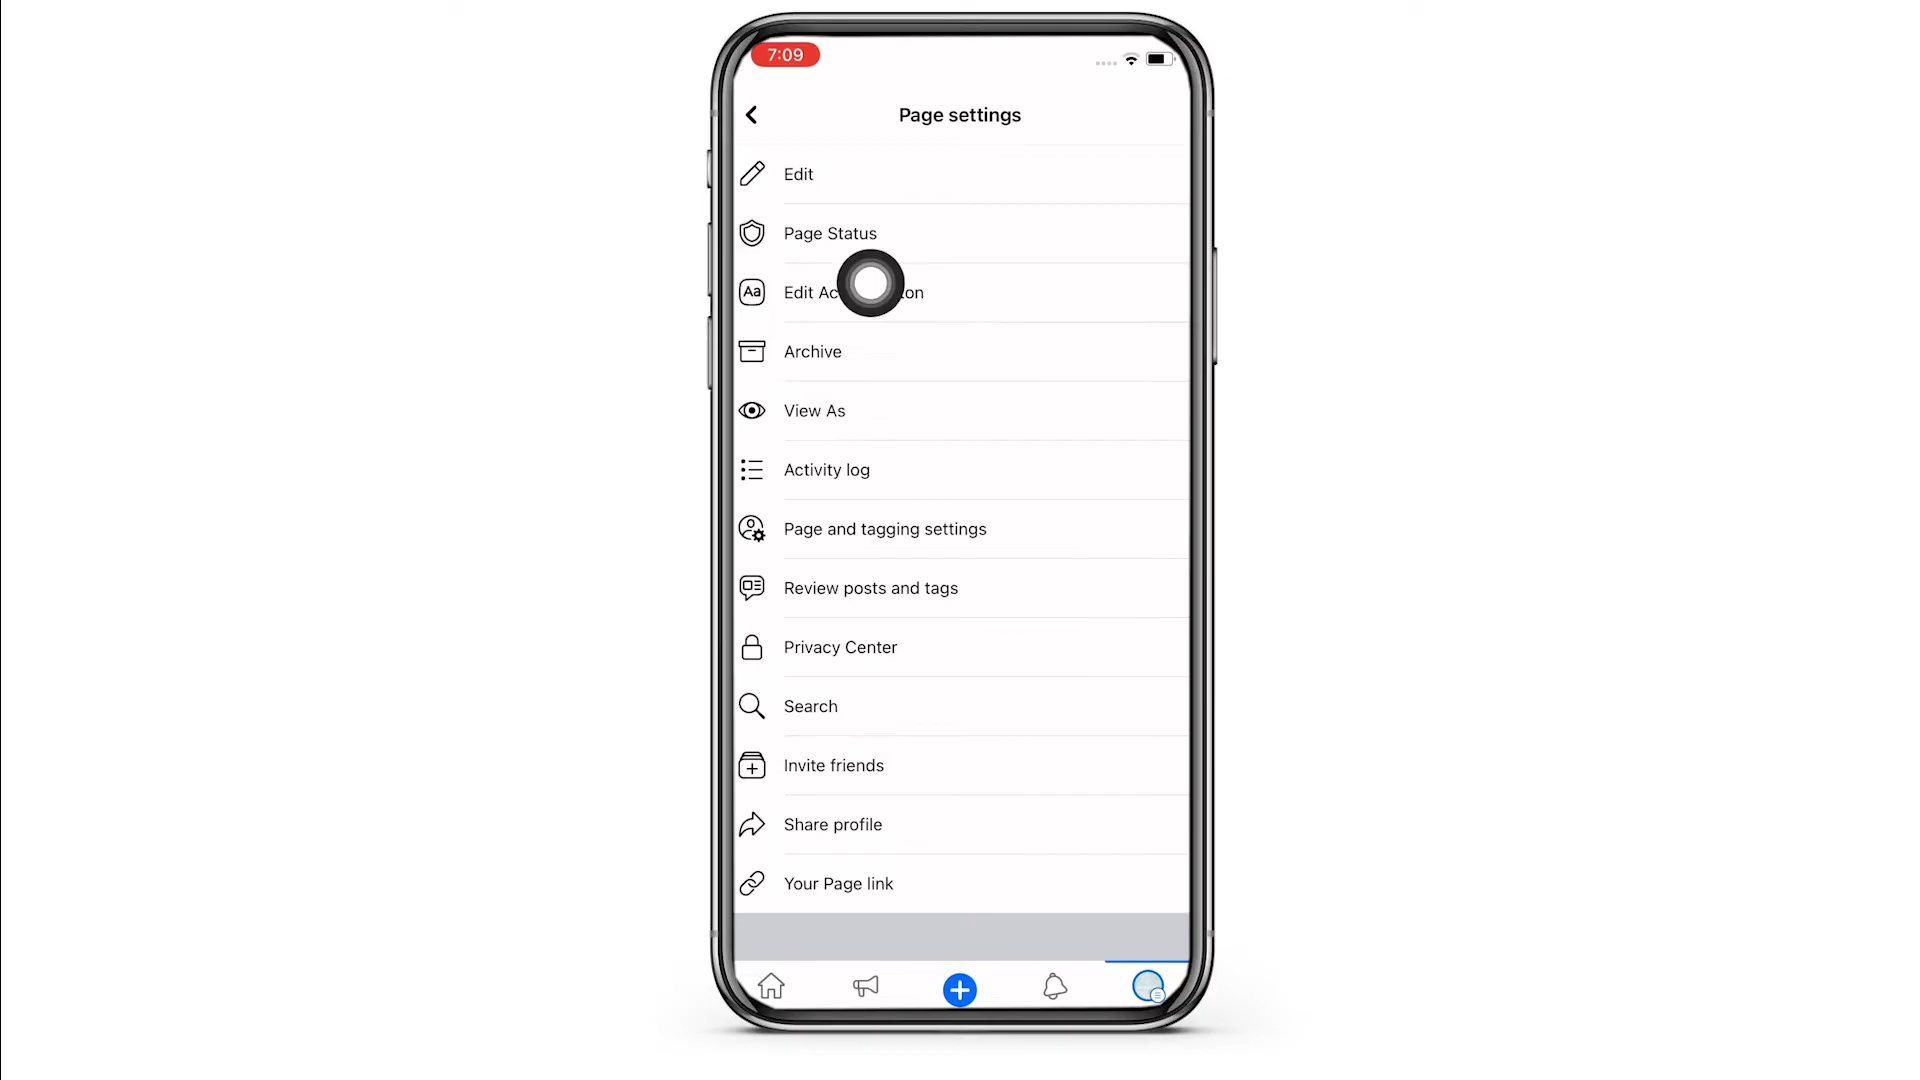 7:09
Page settings
Edit
Page Status
Aa
Edit Ac on
Archive
View As
Activity log
Page and tagging settings
Review posts and tags
Privacy Center
Search
Invite friends
Share profile
Your Page link